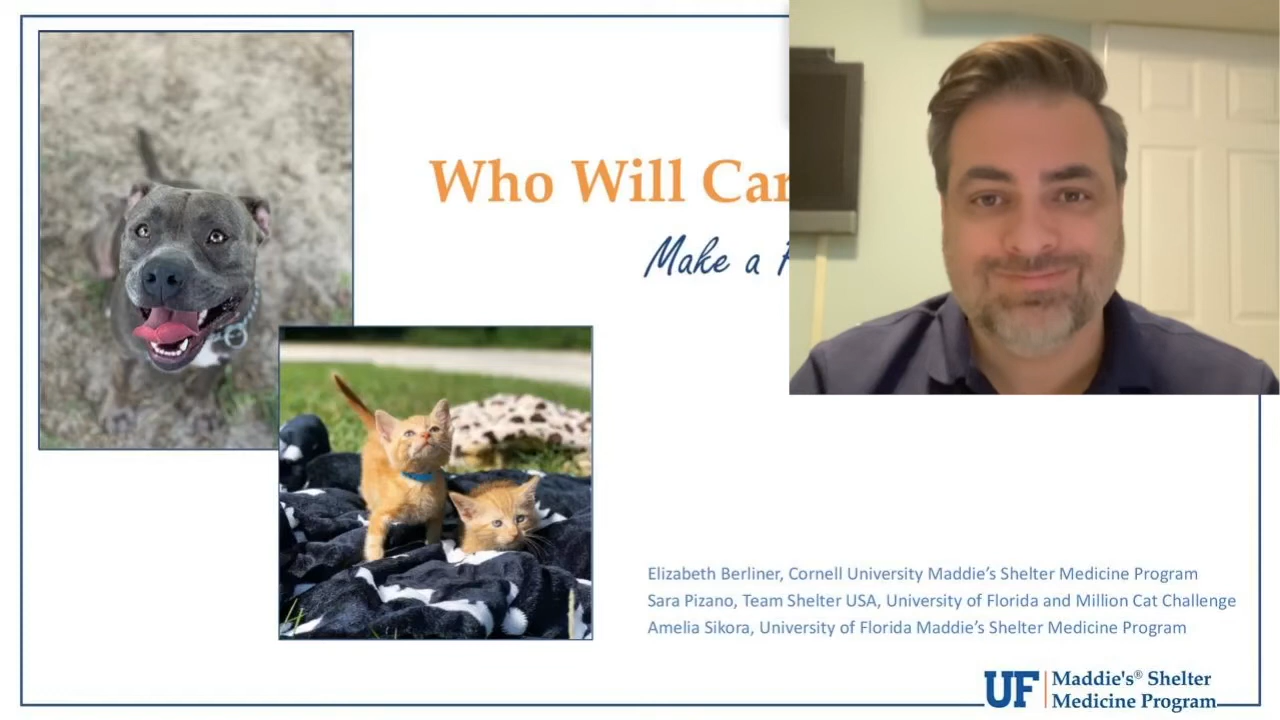 Who Will Car
Make a
Elizabeth Berliner, Cornell University Maddie's Shelter Medicine Program
Sara Pizano, Team Shelter USA, University of Florida and Million Cat Challenge
Amelia Sikora, University of Florida Maddie's Shelter Medicine Program
UF Maddie's® Shelter
Medicine Program